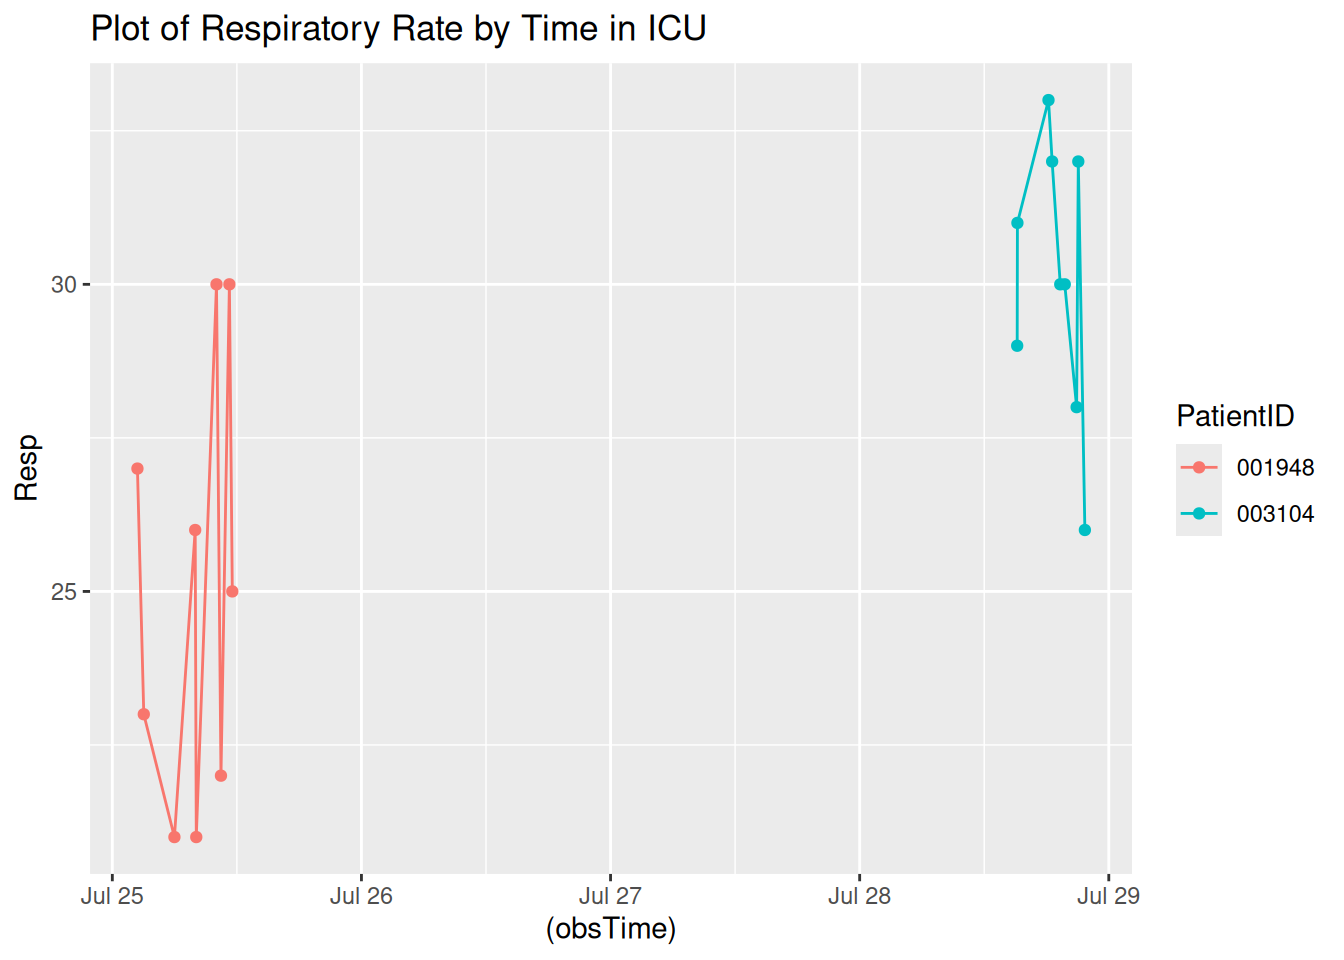 Plot of Respiratory Rate by Time in ICU
Resp
30
25
Jul 25 Jul 26 Jul 27 Jul 28 Jul 29
(obsTime)
PatientID
001948
003104